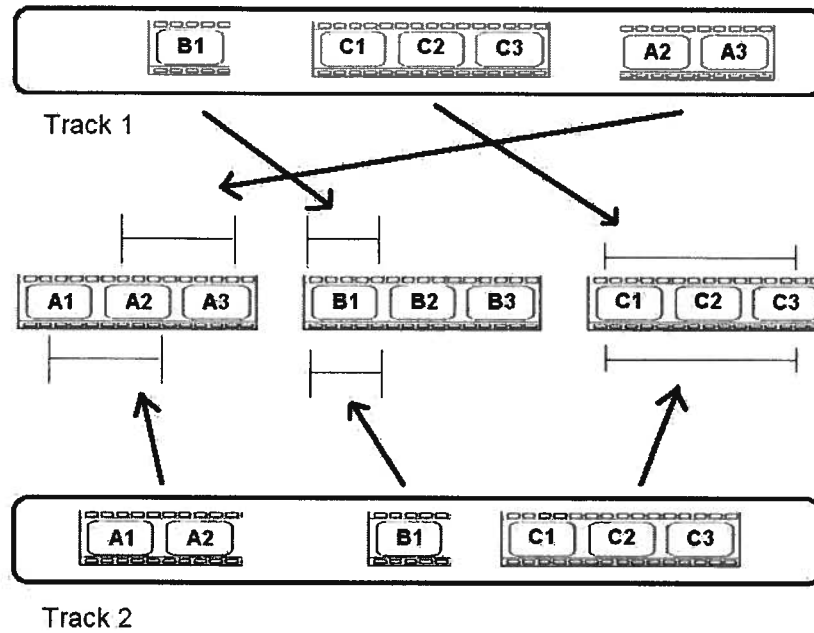 B1 C1 C2 C3 A2 A3
Track 1
A1 A2 A3 B1 B2 B3 C1 C2 C3
A1 A2 B1 C1 C2 C3
Track 2